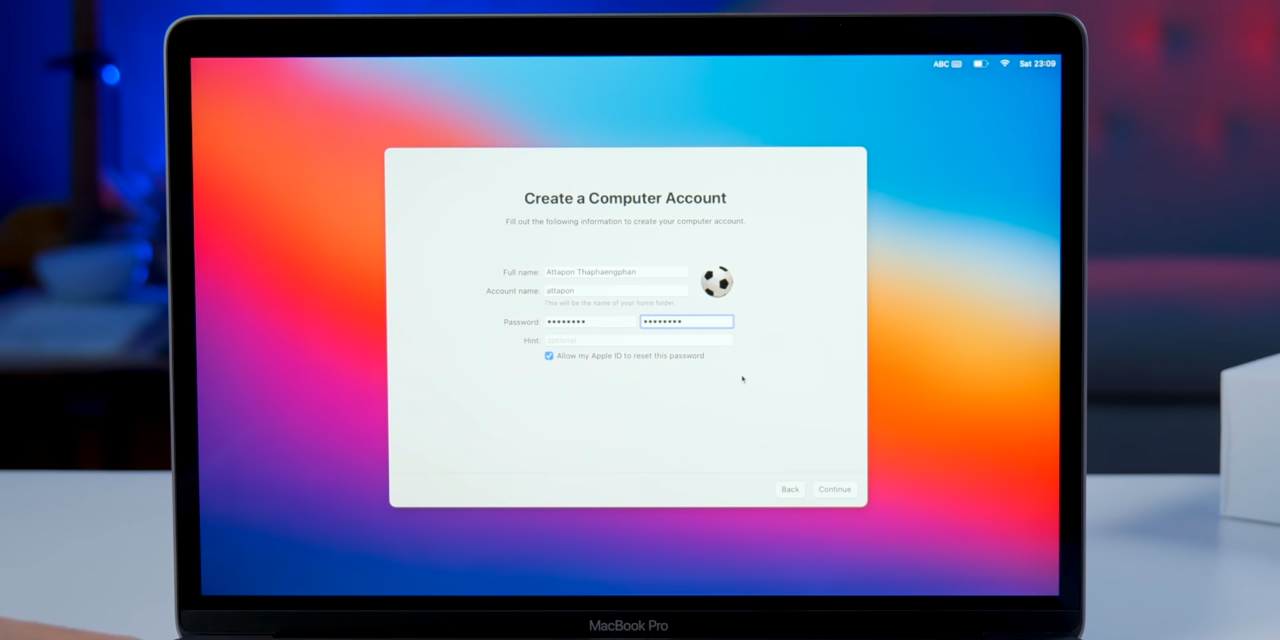 ABC Sat 23:09
Create a Computer Account
Fill out the following information to create your computer account.
Full name: Attapon Thaphaengphan
Account name: attapon
This will be the name of your home folder.
Password: •••••••• ••••••••
Hint: optional
Allow my Apple ID to reset this password
Back Continue
MacBook Pro